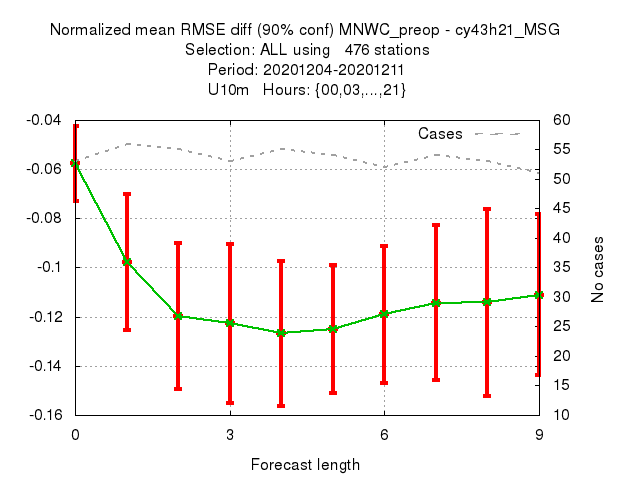 Normalized mean RMSE diff (90% conf) MNWC_preop - cy43h21_MSG
Selection: ALL using 476 stations
Period: 20201204-20201211
U10m Hours: {00,03,...,21}
-0.04
-0.06
-0.08
-0.1
-0.12
-0.14
-0.16
Cases
60
55
50
45
40
35
30
25
20
15
10
No cases
0 3 6 9
Forecast length